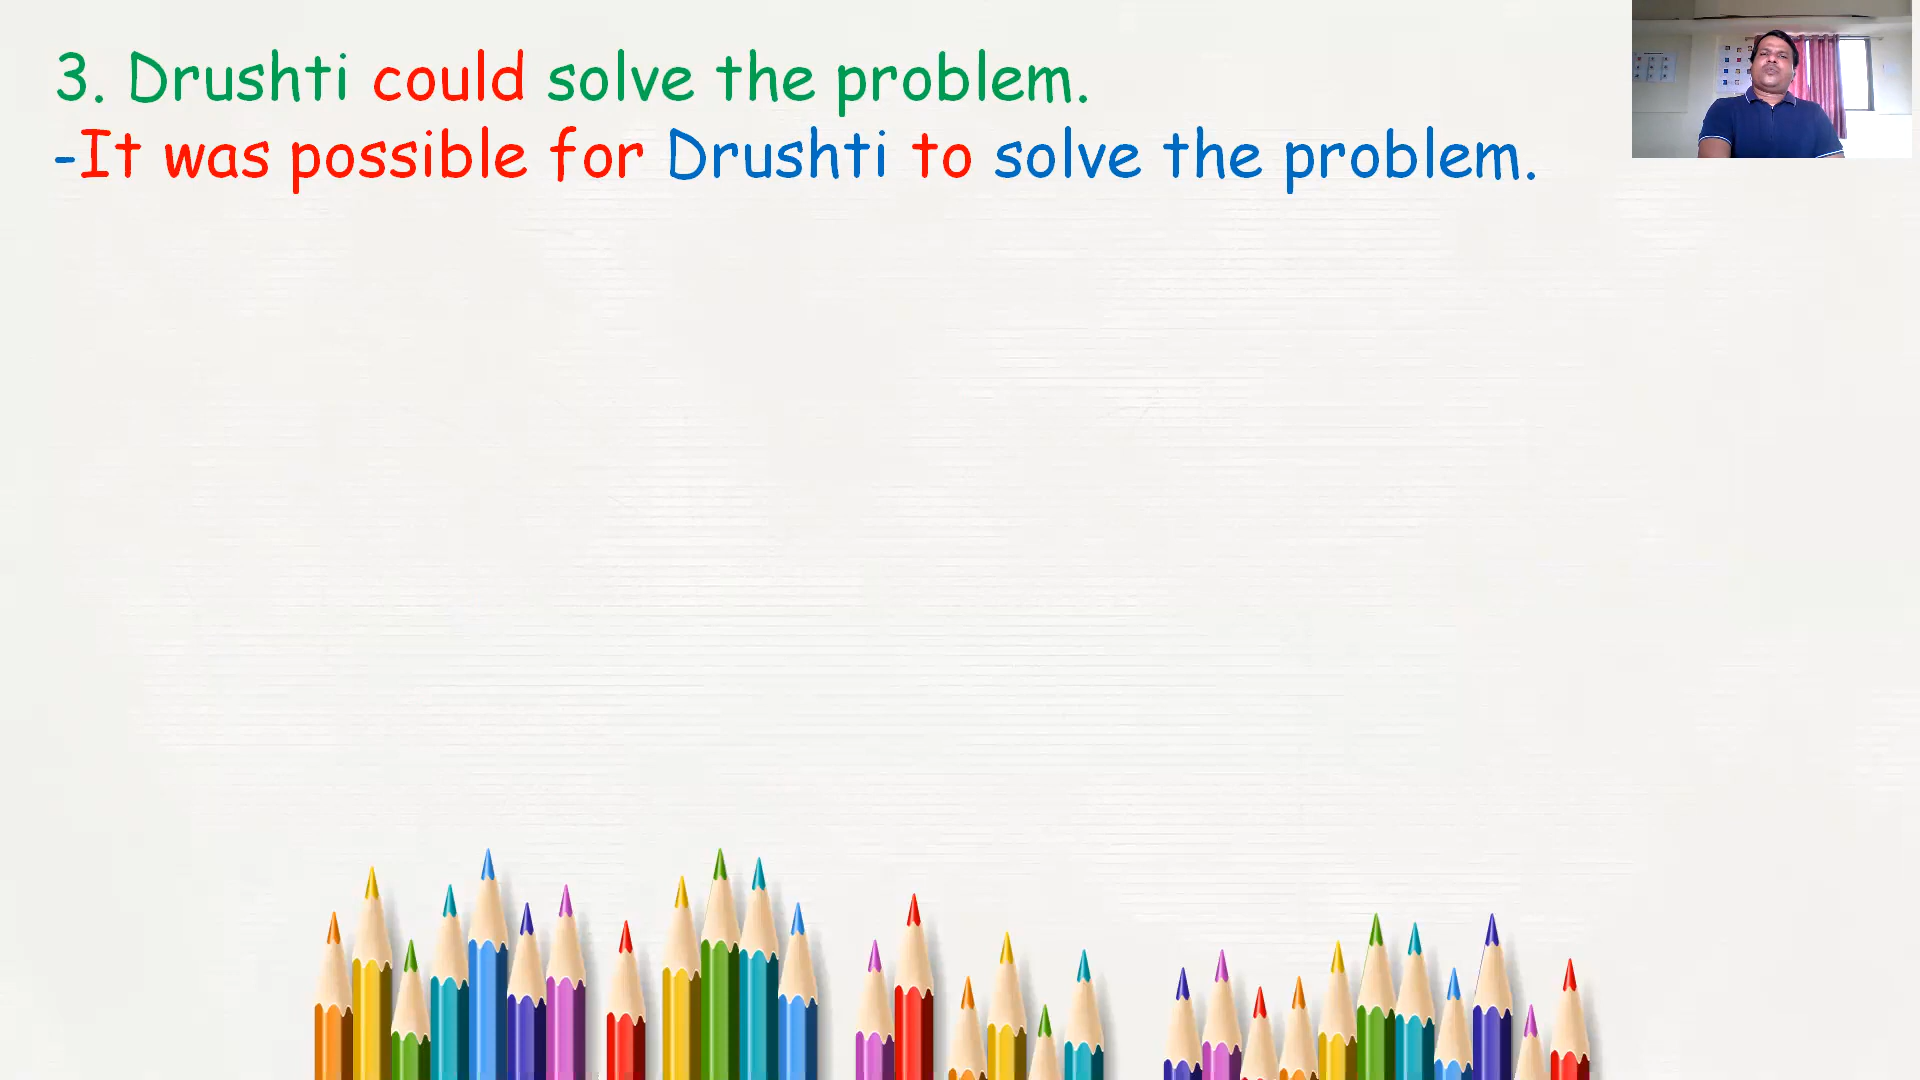 3. Drushti could solve the problem.
-It was possible for Drushti to solve the problem.